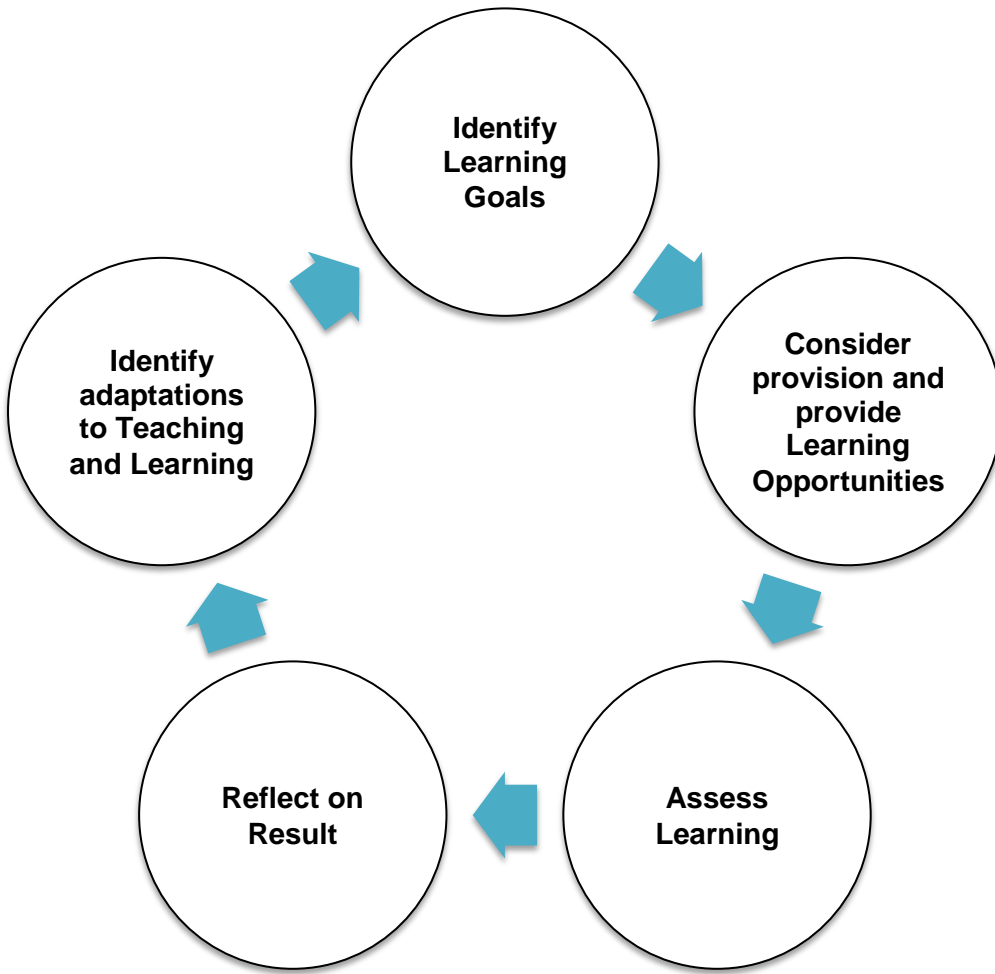 Identify
Learning
Goals
Consider
provision and
provide
Learning
Opportunities
Assess
Learning
Reflect on
Result
Identify
adaptations
to Teaching
and Learning